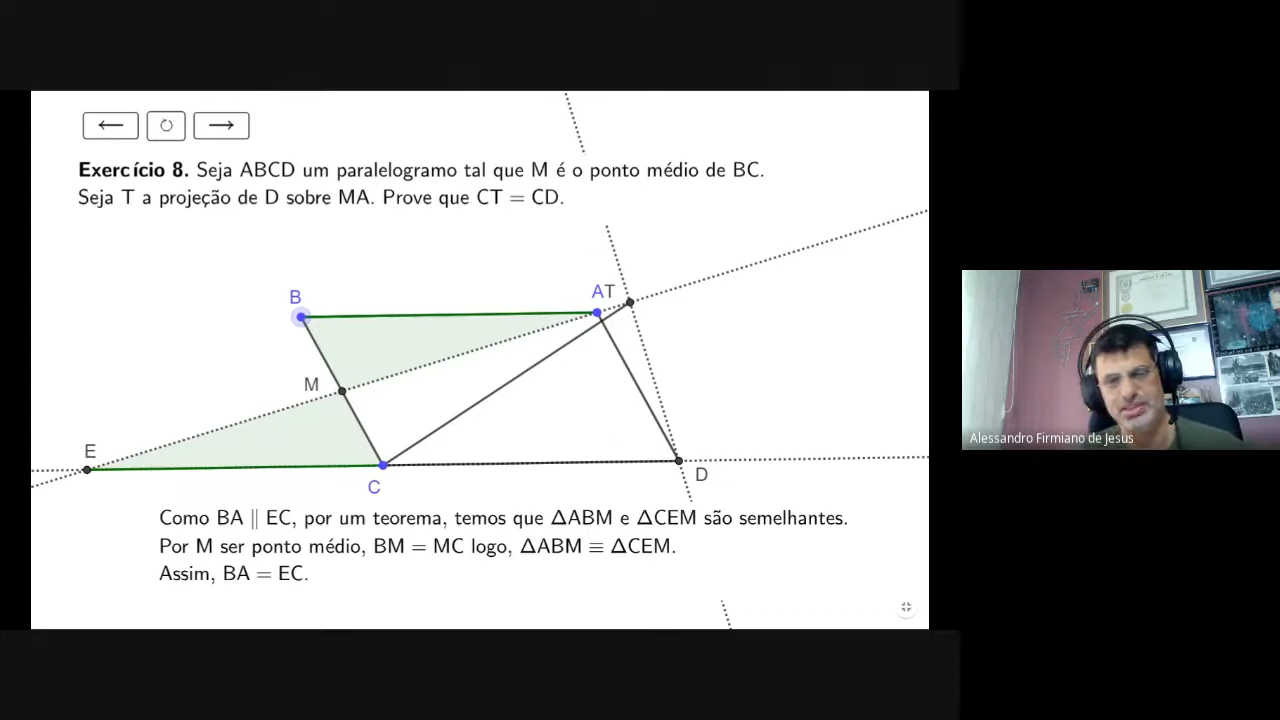 Exercício 8. Seja ABCD um paralelogramo tal que M é o ponto médio de BC.
Seja T a projeção de D sobre MA. Prove que CT = CD.
B
A
T
M
E
C
D
Alessandro Firmiano de Jesus
Como BA ∥ EC, por um teorema, temos que ΔABM e ΔCEM são semelhantes.
Por M ser ponto médio, BM = MC logo, ΔABM ≡ ΔCEM.
Assim, BA = EC.